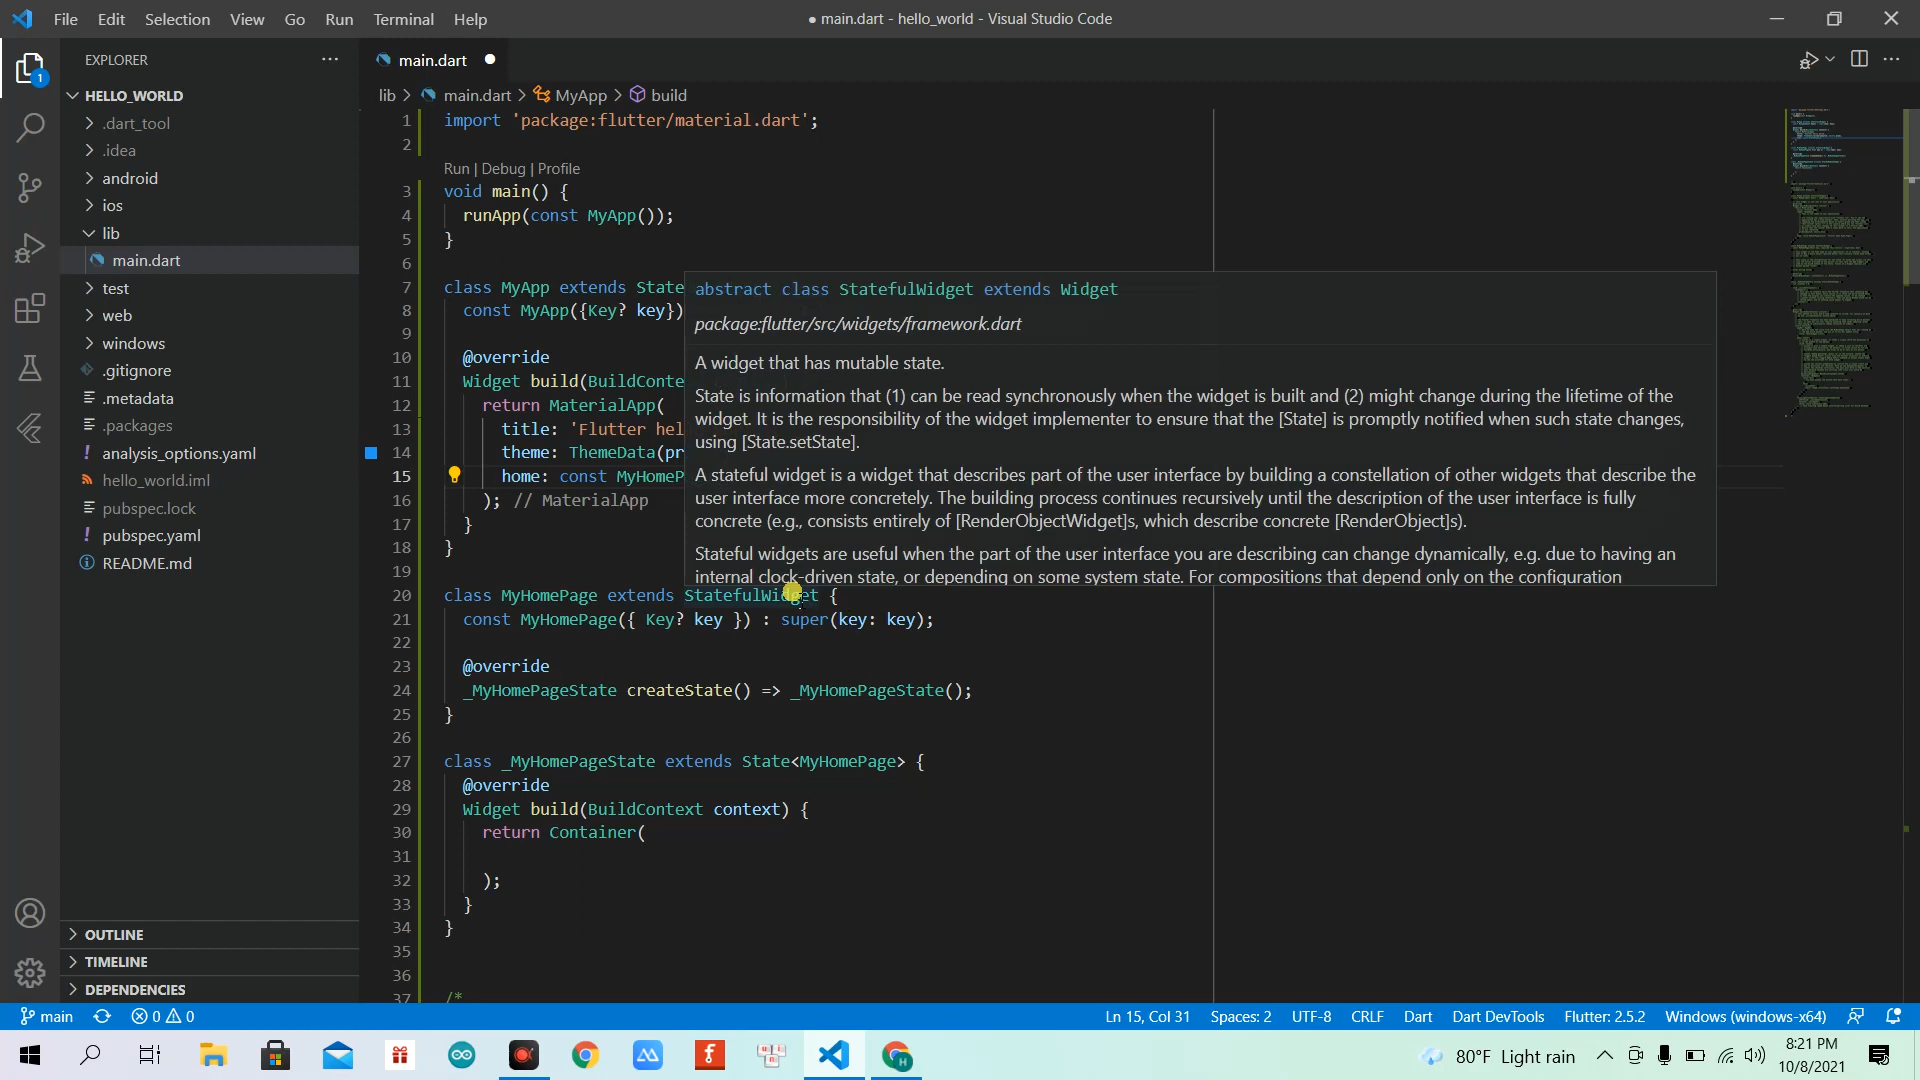 File Edit Selection View Go Run Terminal Help
● main.dart - hello_world - Visual Studio Code
EXPLORER
main.dart
HELLO_WORLD
.dart_tool
.idea
android
ios
lib
main.dart
test
web
windows
.gitignore
.metadata
.packages
! analysis_options.yaml
hello_world.iml
pubspec.lock
! pubspec.yaml
README.md
OUTLINE
TIMELINE
DEPENDENCIES
1
lib > main.dart > MyApp > build
1 import 'package:flutter/material.dart';
2
Run | Debug | Profile
3 void main() {
4 runApp(const MyApp());
5 }
6
7 class MyApp extends State
8 const MyApp({Key? key})
9
10 @override
11 Widget build(BuildConte
12 return MaterialApp(
13 title: 'Flutter hel
14 theme: ThemeData(pr
15 home: const MyHomeP
16 ); // MaterialApp
17 }
18 }
19
abstract class StatefulWidget extends Widget
package:flutter/src/widgets/framework.dart
A widget that has mutable state.
State is information that (1) can be read synchronously when the widget is built and (2) might change during the lifetime of the
widget. It is the responsibility of the widget implementer to ensure that the [State] is promptly notified when such state changes,
using [State.setState].
A stateful widget is a widget that describes part of the user interface by building a constellation of other widgets that describe the
user interface more concretely. The building process continues recursively until the description of the user interface is fully
concrete (e.g., consists entirely of [RenderObjectWidget]s, which describe concrete [RenderObject]s).
Stateful widgets are useful when the part of the user interface you are describing can change dynamically, e.g. due to having an
internal clock-driven state, or depending on some system state. For compositions that depend only on the configuration
20 class MyHomePage extends StatefulWidget {
21 const MyHomePage({ Key? key }) : super(key: key);
22
23 @override
24 _MyHomePageState createState() => _MyHomePageState();
25 }
26
27 class _MyHomePageState extends State<MyHomePage> {
28 @override
29 Widget build(BuildContext context) {
30 return Container(
31
32 );
33 }
34 }
35
36
37 /*
main 0 0
Ln 15, Col 31 Spaces: 2 UTF-8 CRLF Dart Dart DevTools Flutter: 2.5.2 Windows (windows-x64)
80°F Light rain
8:21 PM
10/8/2021